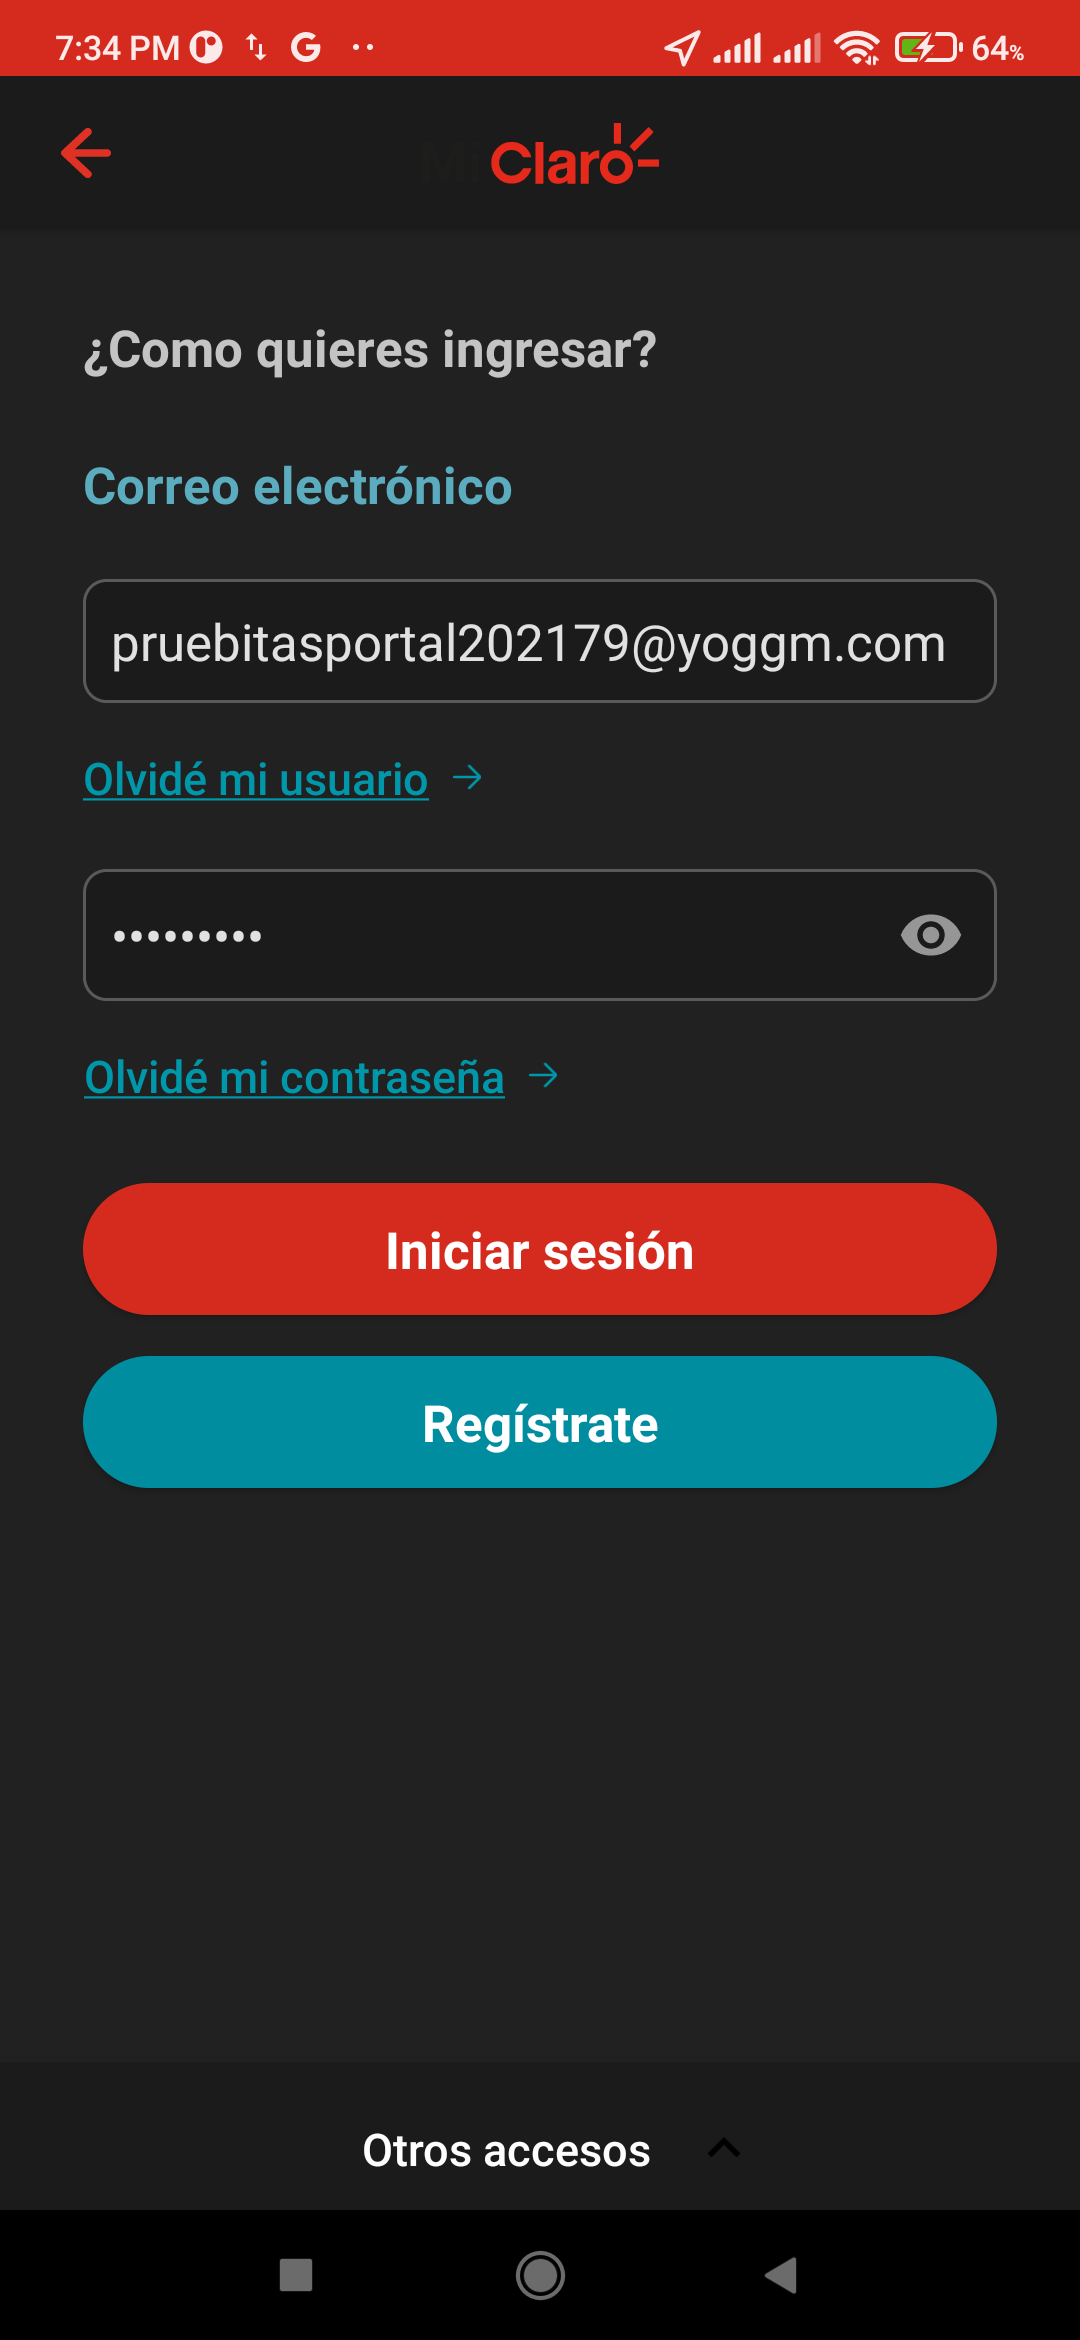 7:34 PM
64%
Mi Claro
¿Como quieres ingresar?
Correo electrónico
pruebitasportal202179@yoggm.com
Olvidé mi usuario
•••••••••
Olvidé mi contraseña
Iniciar sesión
Regístrate
Otros accesos